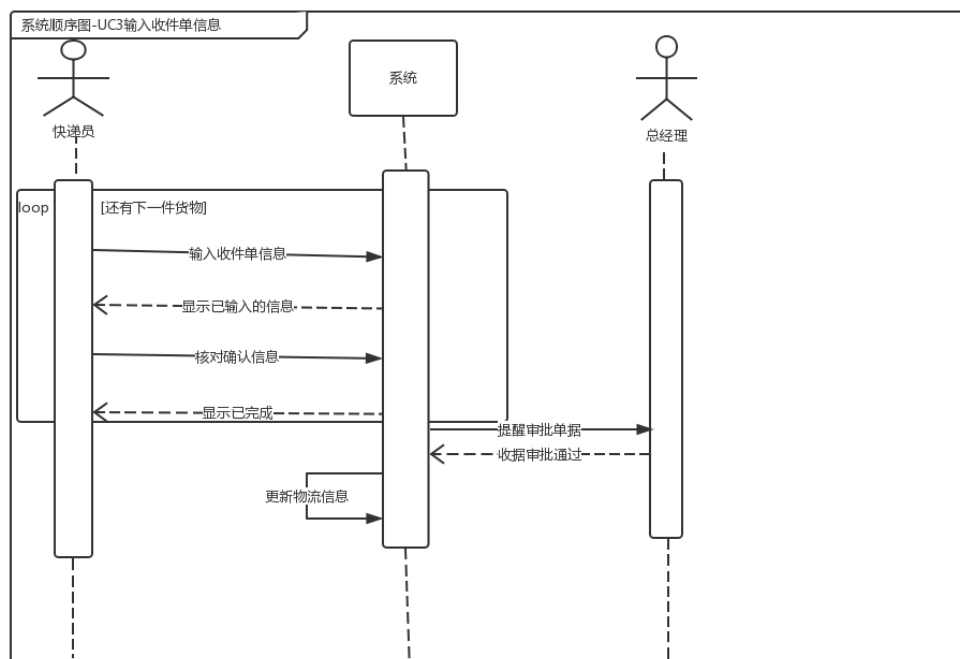 系统顺序图-UC3输入收件单信息
系统
快递员
总经理
loop
[还有下一件货物]
输入收件单信息
显示已输入的信息
核对确认信息
显示已完成
提醒审批单据
收据审批通过
更新物流信息